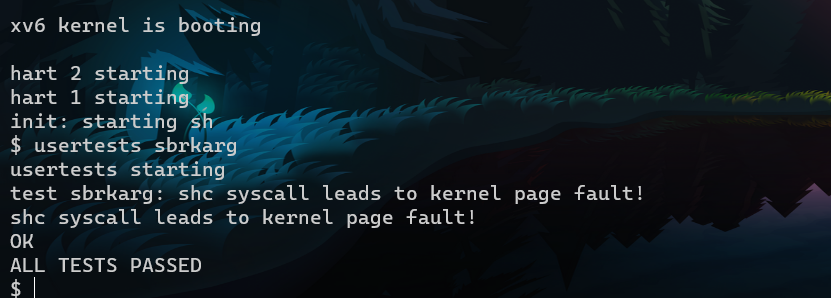 xv6 kernel is booting
hart 2 starting
hart 1 starting
init: starting sh
$ usertests sbrkarg
usertests starting
test sbrkarg: shc syscall leads to kernel page fault!
shc syscall leads to kernel page fault!
OK
ALL TESTS PASSED
$